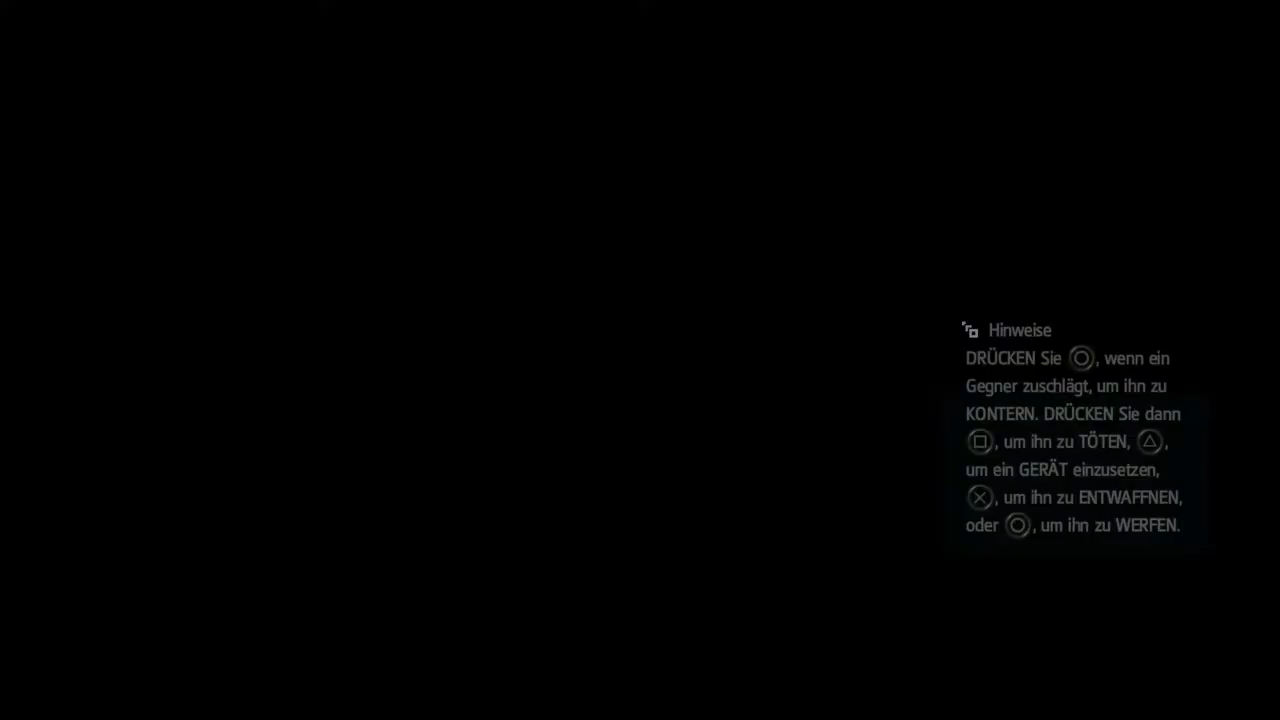 Hinweise
DRÜCKEN Sie ◯, wenn ein
Gegner zuschlägt, um ihn zu
KONTERN. DRÜCKEN Sie dann
□, um ihn zu TÖTEN, △,
um ein GERÄT einzusetzen,
✕, um ihn zu ENTWAFFNEN,
oder ◯, um ihn zu WERFEN.